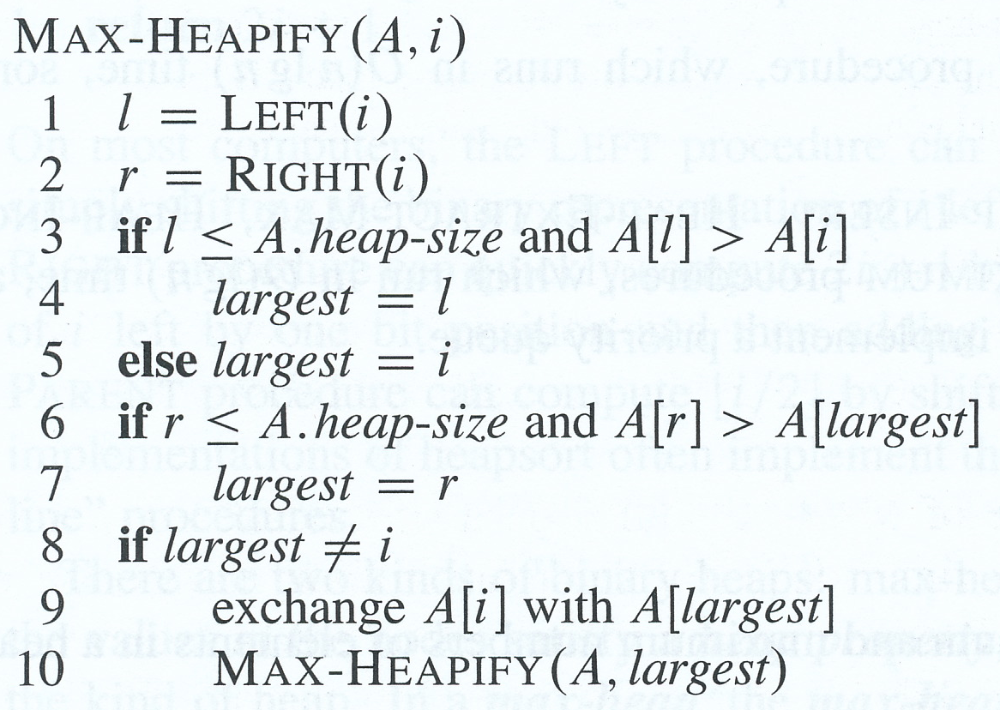 MAX-HEAPIFY(A, i)
1 l = LEFT(i)
2 r = RIGHT(i)
3 if l ≤ A.heap-size and A[l] > A[i]
4 largest = l
5 else largest = i
6 if r ≤ A.heap-size and A[r] > A[largest]
7 largest = r
8 if largest ≠ i
9 exchange A[i] with A[largest]
10 MAX-HEAPIFY(A, largest)